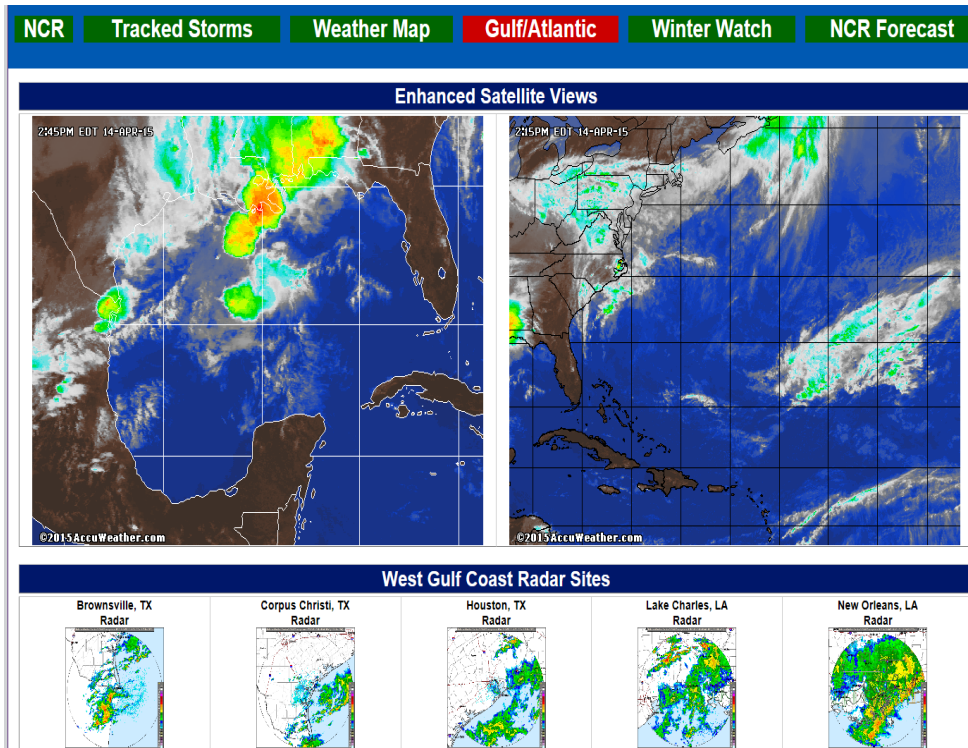 NCR Tracked Storms Weather Map Gulf/Atlantic Winter Watch NCR Forecast
Enhanced Satellite Views
2:45PM EDT 14-APR-15
2:15PM EDT 14-APR-15
©2015AccuWeather.com
©2015AccuWeather.com
West Gulf Coast Radar Sites
Brownsville, TX
Radar
Corpus Christi, TX
Radar
Houston, TX
Radar
Lake Charles, LA
Radar
New Orleans, LA
Radar